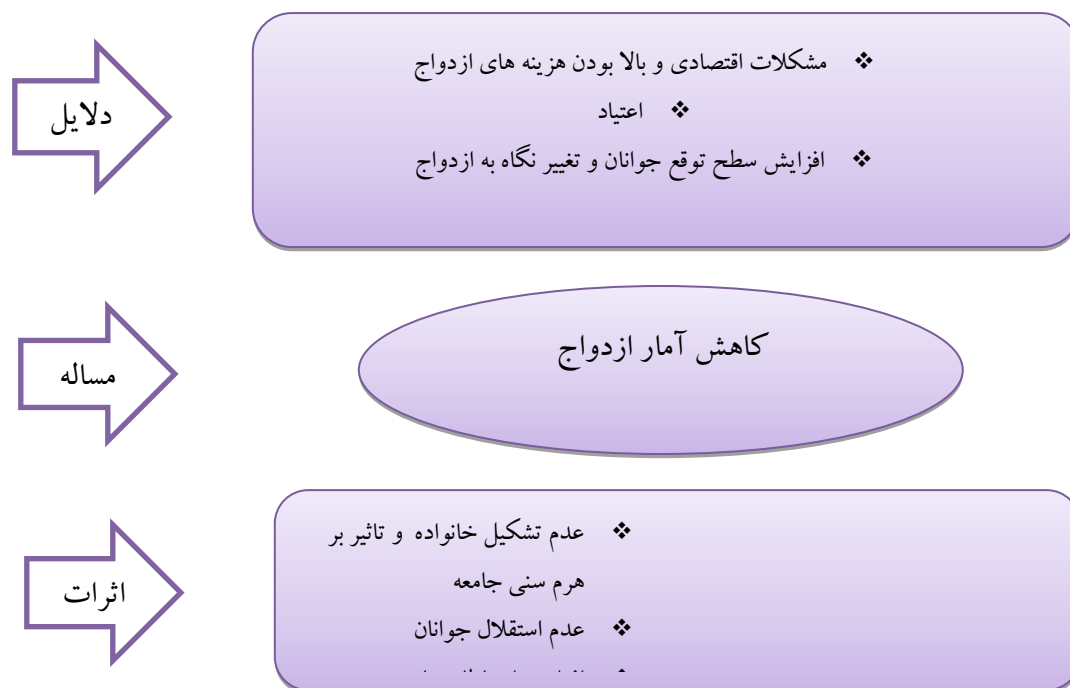 دلایل
❖ مشکلات اقتصادی و بالا بودن هزینه های ازدواج
❖ اعتیاد
❖ افزایش سطح توقع جوانان و تغییر نگاه به ازدواج
مساله
کاهش آمار ازدواج
اثرات
❖ عدم تشکیل خانواده و تاثیر بر
هرم سنی جامعه
❖ عدم استقلال جوانان